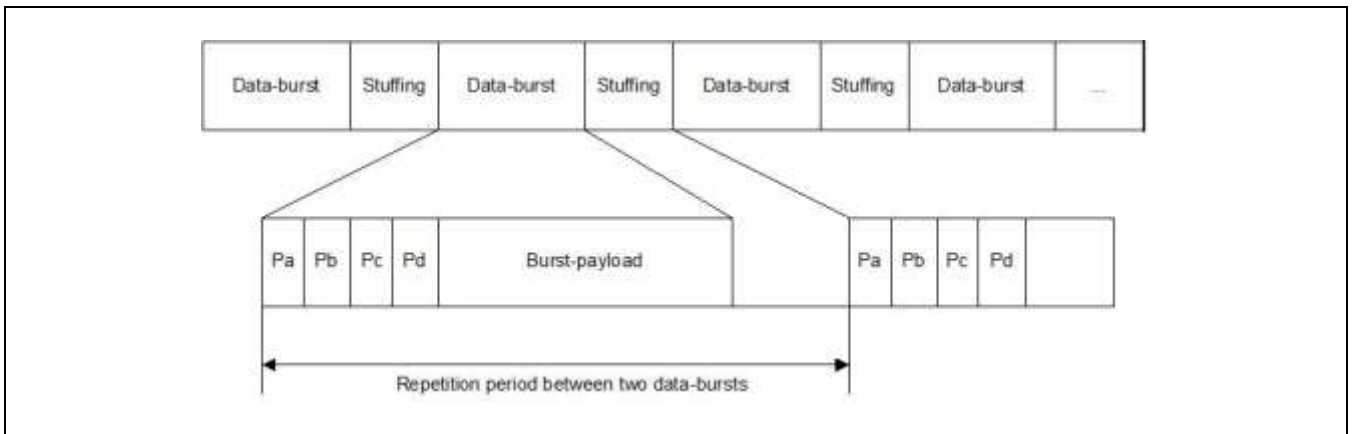 Data-burst Stuffing Data-burst Stuffing Data-burst Stuffing Data-burst ...
Pa Pb Pc Pd Burst-payload Pa Pb Pc Pd
Repetition period between two data-bursts